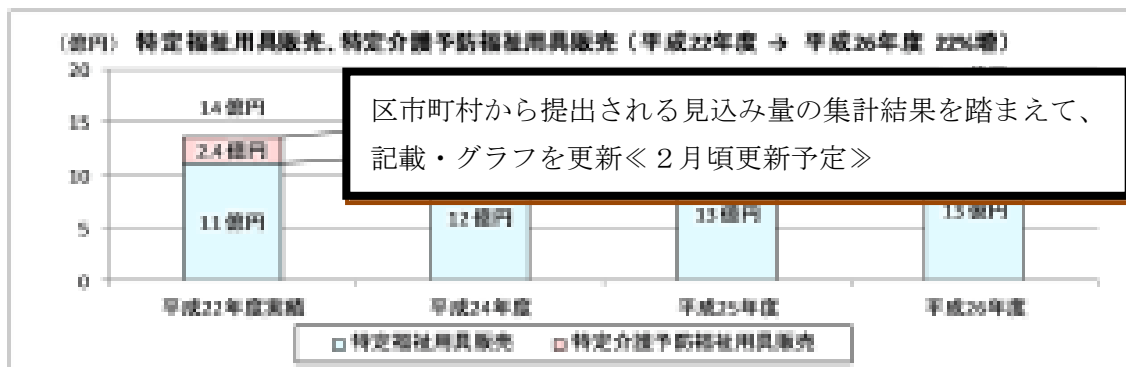 （億円） 特定福祉用具販売、特定介護予防福祉用具販売（平成22年度 → 平成26年度 22%増）
20
15
10
5
0
14億円
2.4億円
11億円
12億円
13億円
13億円
区市町村から提出される見込み量の集計結果を踏まえて、
記載・グラフを更新≪２月頃更新予定≫
平成22年度実績
平成24年度
平成25年度
平成26年度
□特定福祉用具販売 □特定介護予防福祉用具販売